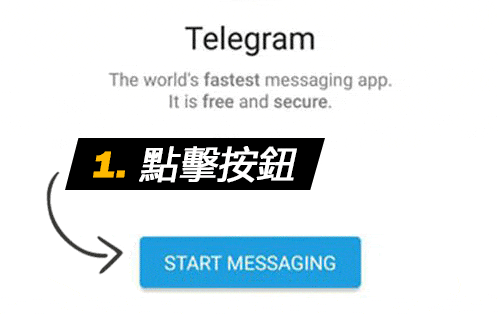 Telegram
The world's fastest messaging app.
It is free and secure.
1. 點擊按鈕
START MESSAGING